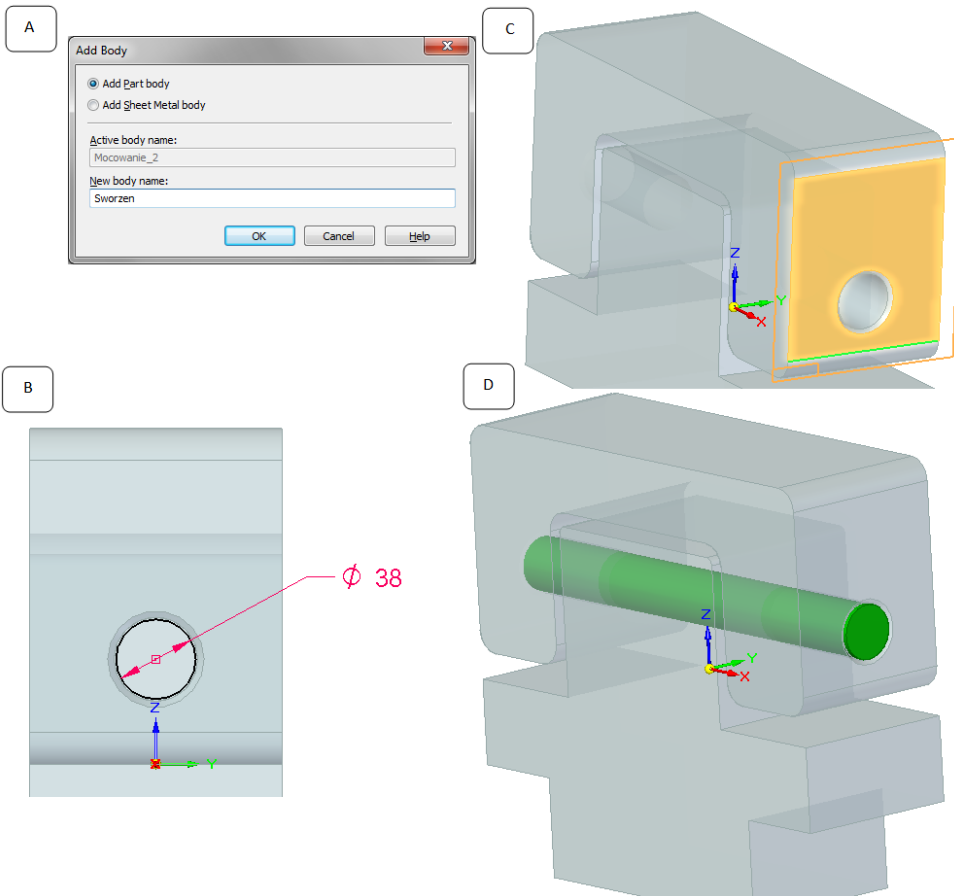 A
Add Body
Add Part body
Add Sheet Metal body
Active body name:
Mocowanie_2
New body name:
Sworzen
OK Cancel Help
C
Z
Y
X
B
⌀ 38
Z
Y
X
D
Z
Y
X